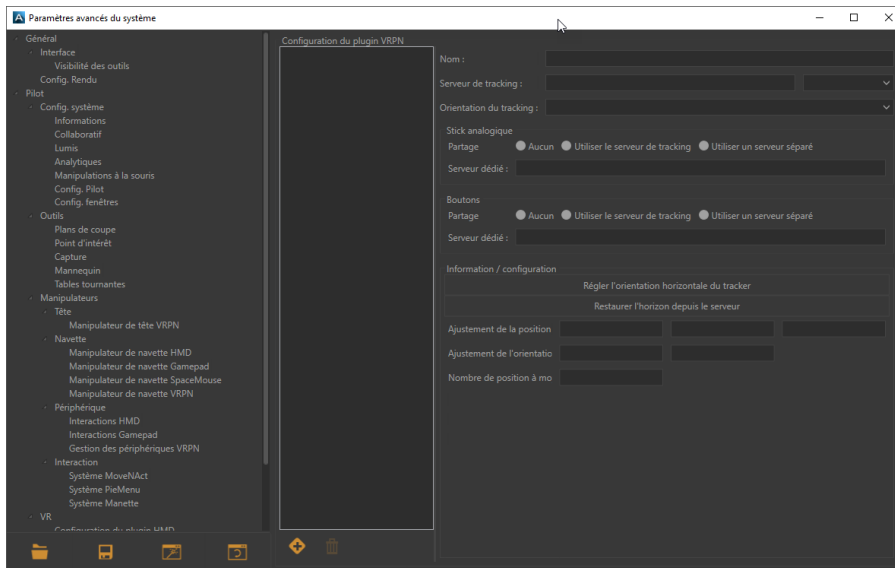 Paramètres avancés du système
Général
Interface
Visibilité des outils
Config. Rendu
Pilot
Config. système
Informations
Collaboratif
Lumis
Analytiques
Manipulations à la souris
Config. Pilot
Config. fenêtres
Outils
Plans de coupe
Point d'intérêt
Capture
Mannequin
Tables tournantes
Manipulateurs
Tête
Manipulateur de tête VRPN
Navette
Manipulateur de navette HMD
Manipulateur de navette Gamepad
Manipulateur de navette SpaceMouse
Manipulateur de navette VRPN
Périphérique
Interactions HMD
Interactions Gamepad
Gestion des périphériques VRPN
Interaction
Système MoveNAct
Système PieMenu
Système Manette
VR
Configuration du plugin HMD
Configuration du plugin VRPN
Nom :
Serveur de tracking :
Orientation du tracking :
Stick analogique
Partage Aucun Utiliser le serveur de tracking Utiliser un serveur séparé
Serveur dédié :
Boutons
Partage Aucun Utiliser le serveur de tracking Utiliser un serveur séparé
Serveur dédié :
Information / configuration
Régler l'orientation horizontale du tracker
Restaurer l'horizon depuis le serveur
Ajustement de la position
Ajustement de l'orientatio
Nombre de position à mo